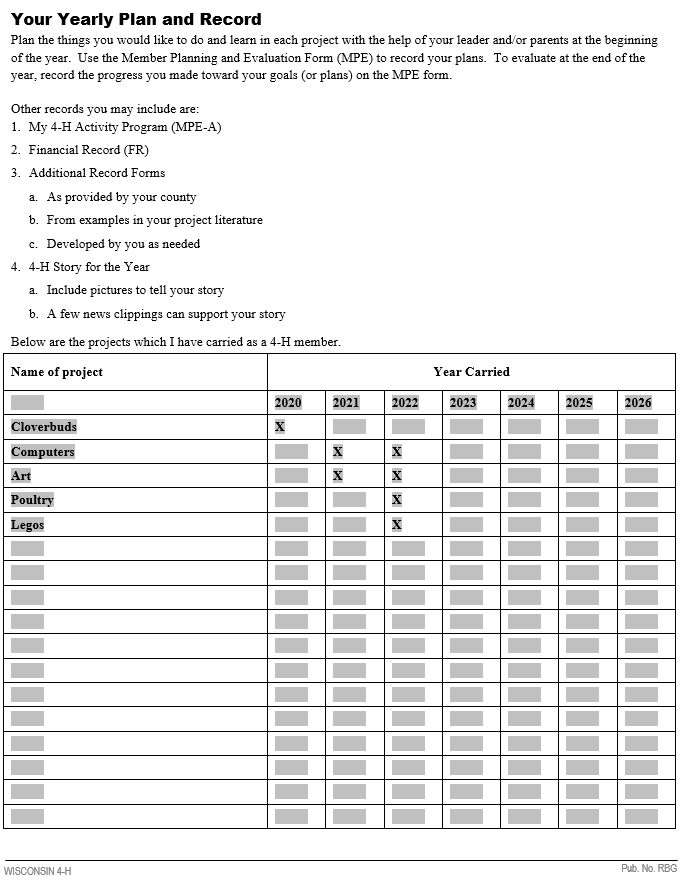 Your Yearly Plan and Record
Plan the things you would like to do and learn in each project with the help of your leader and/or parents at the beginning
of the year.  Use the Member Planning and Evaluation Form (MPE) to record your plans.  To evaluate at the end of the
year, record the progress you made toward your goals (or plans) on the MPE form.
Other records you may include are:
1. My 4-H Activity Program (MPE-A)
2. Financial Record (FR)
3. Additional Record Forms
a. As provided by your county
b. From examples in your project literature
c. Developed by you as needed
4. 4-H Story for the Year
a. Include pictures to tell your story
b. A few news clippings can support your story
Below are the projects which I have carried as a 4-H member.
Name of project Year Carried
2020 2021 2022 2023 2024 2025 2026
Cloverbuds X
Computers X X
Art X X
Poultry X
Legos X
WISCONSIN 4-H Pub. No. RBG